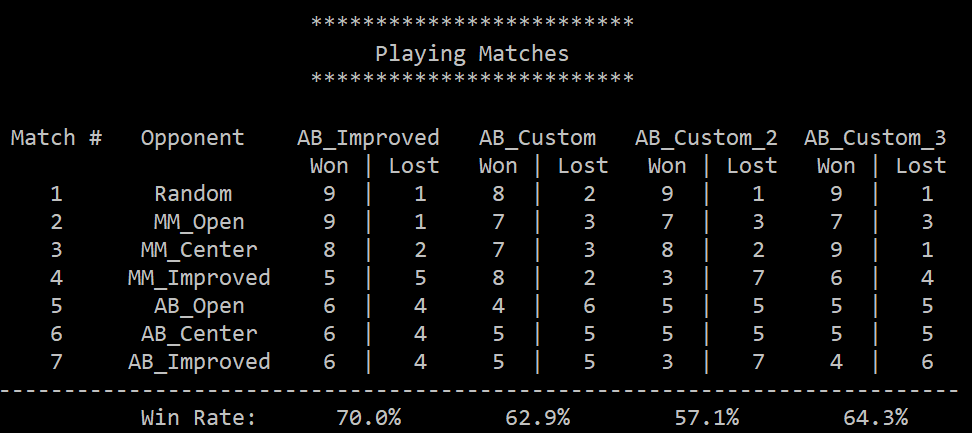 *************************
Playing Matches
*************************
Match # Opponent AB_Improved AB_Custom AB_Custom_2 AB_Custom_3
Won | Lost Won | Lost Won | Lost Won | Lost
1 Random 9 | 1 8 | 2 9 | 1 9 | 1
2 MM_Open 9 | 1 7 | 3 7 | 3 7 | 3
3 MM_Center 8 | 2 7 | 3 8 | 2 9 | 1
4 MM_Improved 5 | 5 8 | 2 3 | 7 6 | 4
5 AB_Open 6 | 4 4 | 6 5 | 5 5 | 5
6 AB_Center 6 | 4 5 | 5 5 | 5 5 | 5
7 AB_Improved 6 | 4 5 | 5 3 | 7 4 | 6
--------------------------------------------------------------------------
Win Rate: 70.0% 62.9% 57.1% 64.3%